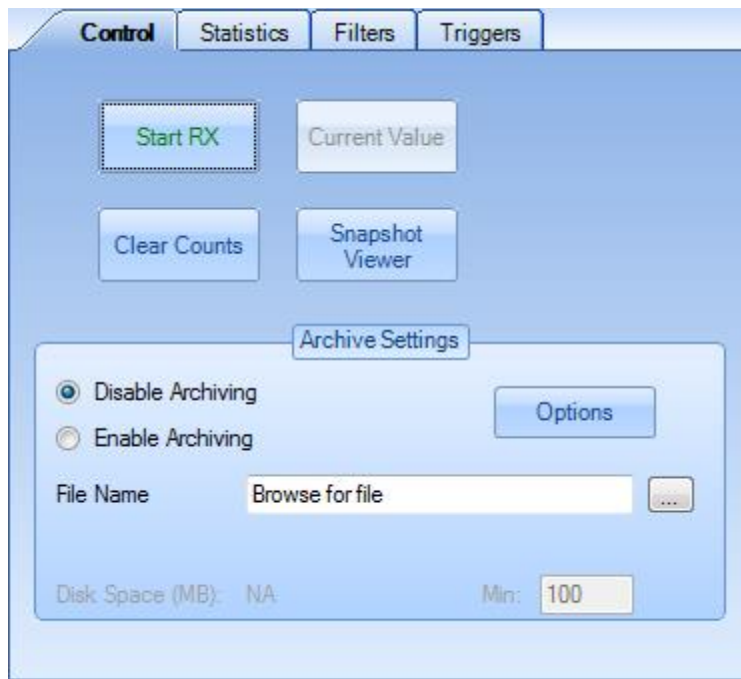 Control Statistics Filters Triggers
Start RX Current Value
Clear Counts Snapshot Viewer
Archive Settings
Disable Archiving
Options
Enable Archiving
File Name Browse for file ...
Disk Space (MB): NA Min: 100